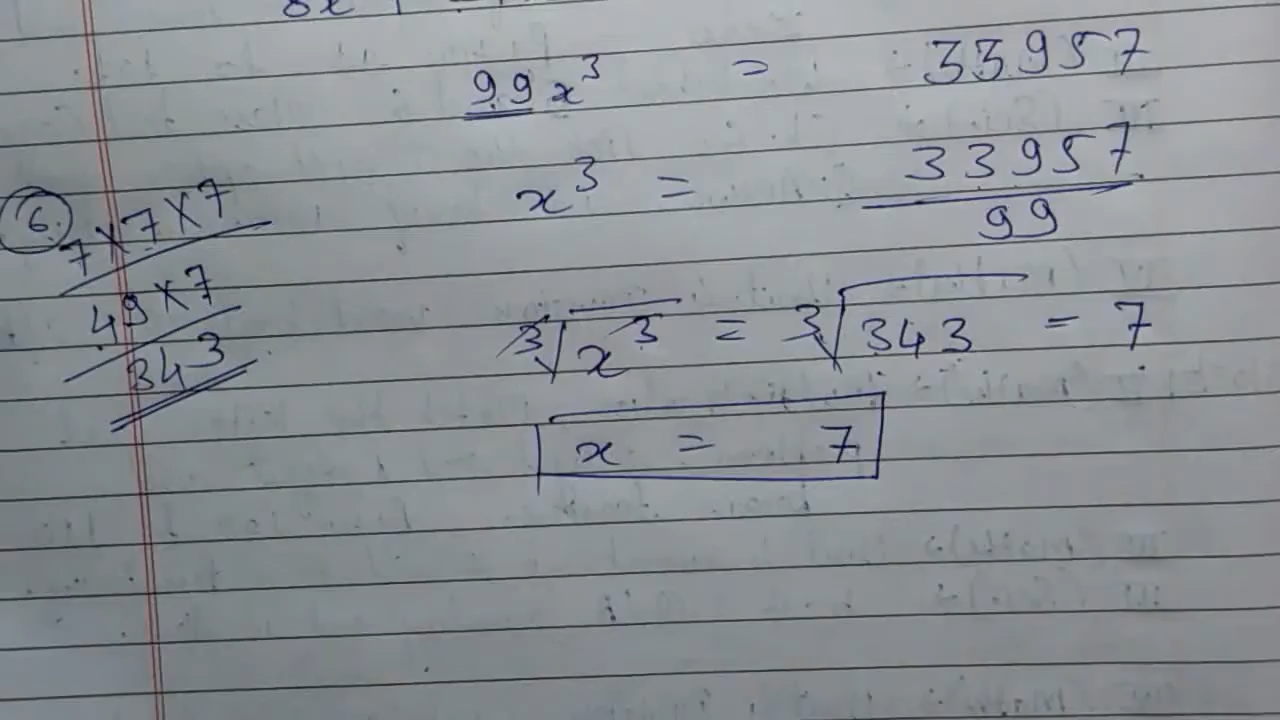 99x³ = 33957
x³ = 33957/99
6.
7×7×7
49×7
343
∛x³ = ∛343 = 7
x = 7